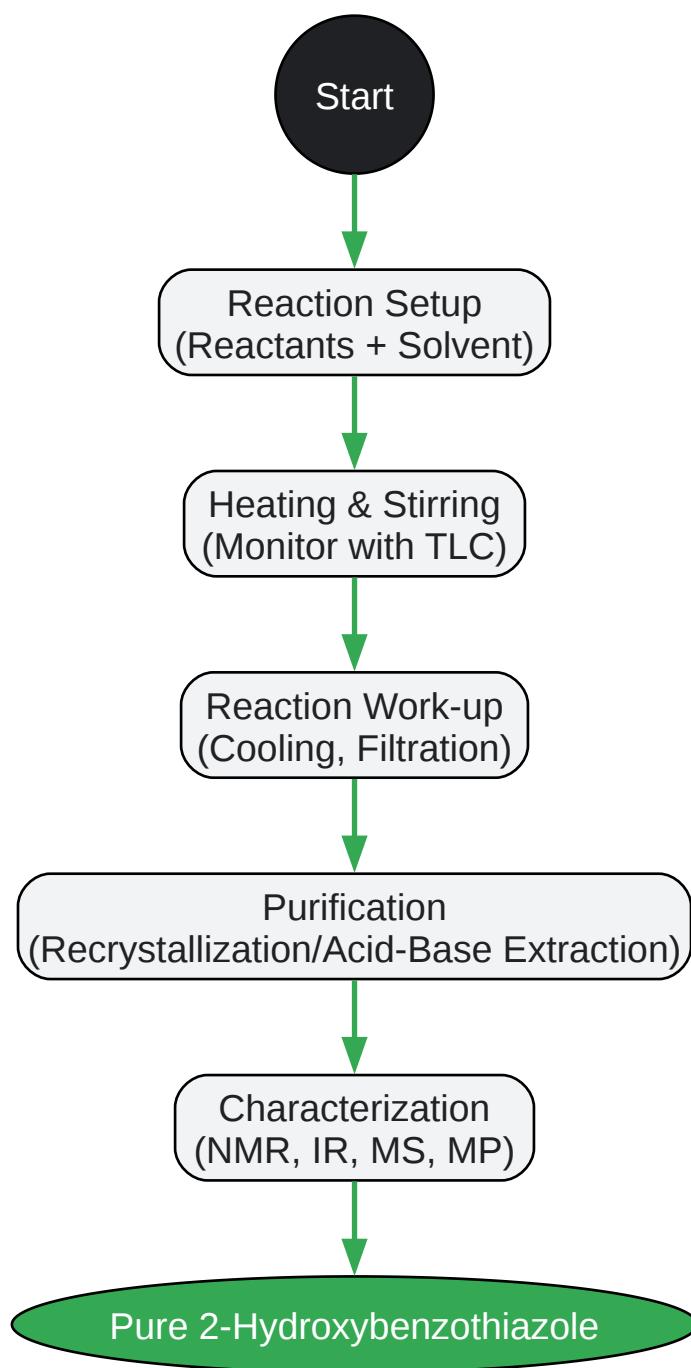 Start
Reaction Setup
(Reactants + Solvent)
Heating & Stirring
(Monitor with TLC)
Reaction Work-up
(Cooling, Filtration)
Purification
(Recrystallization/Acid-Base Extraction)
Characterization
(NMR, IR, MS, MP)
Pure 2-Hydroxybenzothiazole